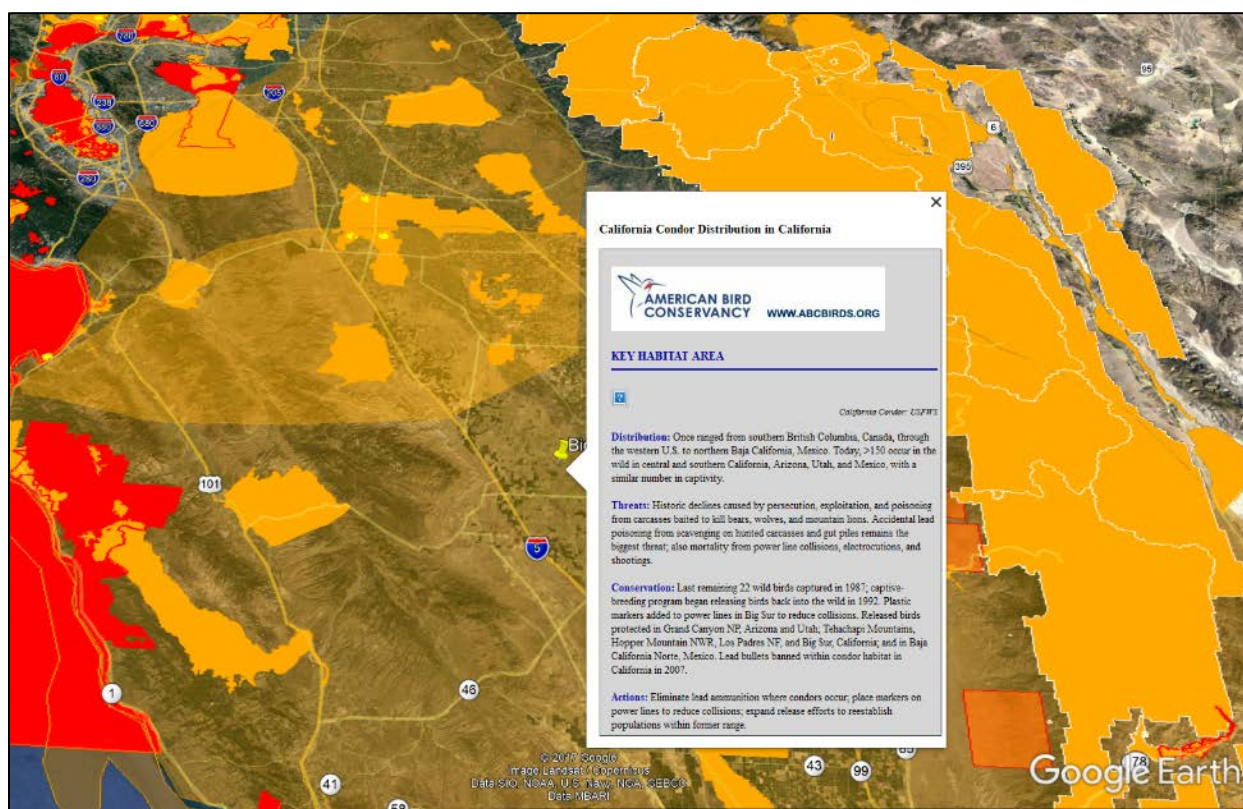 780
80
238
205
880
680
280
95
6
395
California Condor Distribution in California
AMERICAN BIRD
CONSERVANCY WWW.ABCBIRDS.ORG
KEY HABITAT AREA
?
California Condor: USFWS
Distribution: Once ranged from southern British Columbia, Canada, through
the western U.S. to northern Baja California, Mexico. Today, >150 occur in the
wild in central and southern California, Arizona, Utah, and Mexico, with a
similar number in captivity.
Bi
101
Threats: Historic declines caused by persecution, exploitation, and poisoning
from carcasses baited to kill bears, wolves, and mountain lions. Accidental lead
poisoning from scavenging on hunted carcasses and gut piles remains the
biggest threat; also mortality from power line collisions, electrocutions, and
shootings.
5
Conservation: Last remaining 22 wild birds captured in 1987; captive-
breeding program began releasing birds back into the wild in 1992. Plastic
markers added to power lines in Big Sur to reduce collisions. Released birds
protected in Grand Canyon NP, Arizona and Utah; Tehachapi Mountains,
Hopper Mountain NWR, Los Padres NF, and Big Sur, California; and in Baja
California Norte, Mexico. Lead bullets banned within condor habitat in
California in 2007.
1
46
Actions: Eliminate lead ammunition where condors occur; place markers on
power lines to reduce collisions; expand release efforts to reestablish
populations within former range.
© 2017 Google
Image Landsat / Copernicus
Data SIO, NOAA, U.S. Navy, NGA, GEBCO
Data MBARI
41
58
43
99
65
78
Google Earth